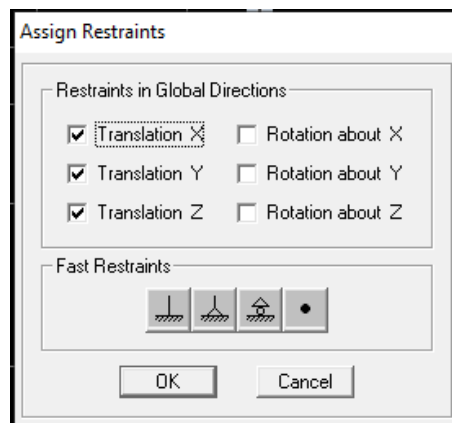 Assign Restraints
Restraints in Global Directions
Translation X
Rotation about X
Translation Y
Rotation about Y
Translation Z
Rotation about Z
Fast Restraints
OK
Cancel